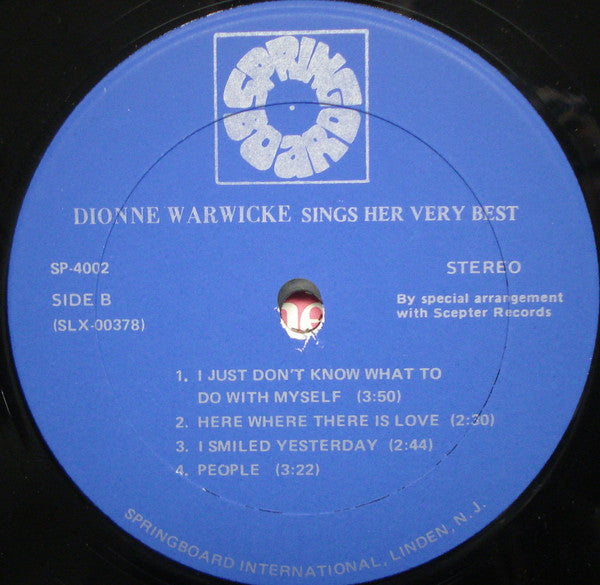 SPRINGBOARD
DIONNE WARWICKE SINGS HER VERY BEST
SP-4002
STEREO
SIDE B
(SLX-00378)
By special arrangement
with Scepter Records
1. I JUST DON'T KNOW WHAT TO
DO WITH MYSELF (3:50)
2. HERE WHERE THERE IS LOVE (2:30)
3. I SMILED YESTERDAY (2:44)
4. PEOPLE (3:22)
SPRINGBOARD INTERNATIONAL, LINDEN, N. J.